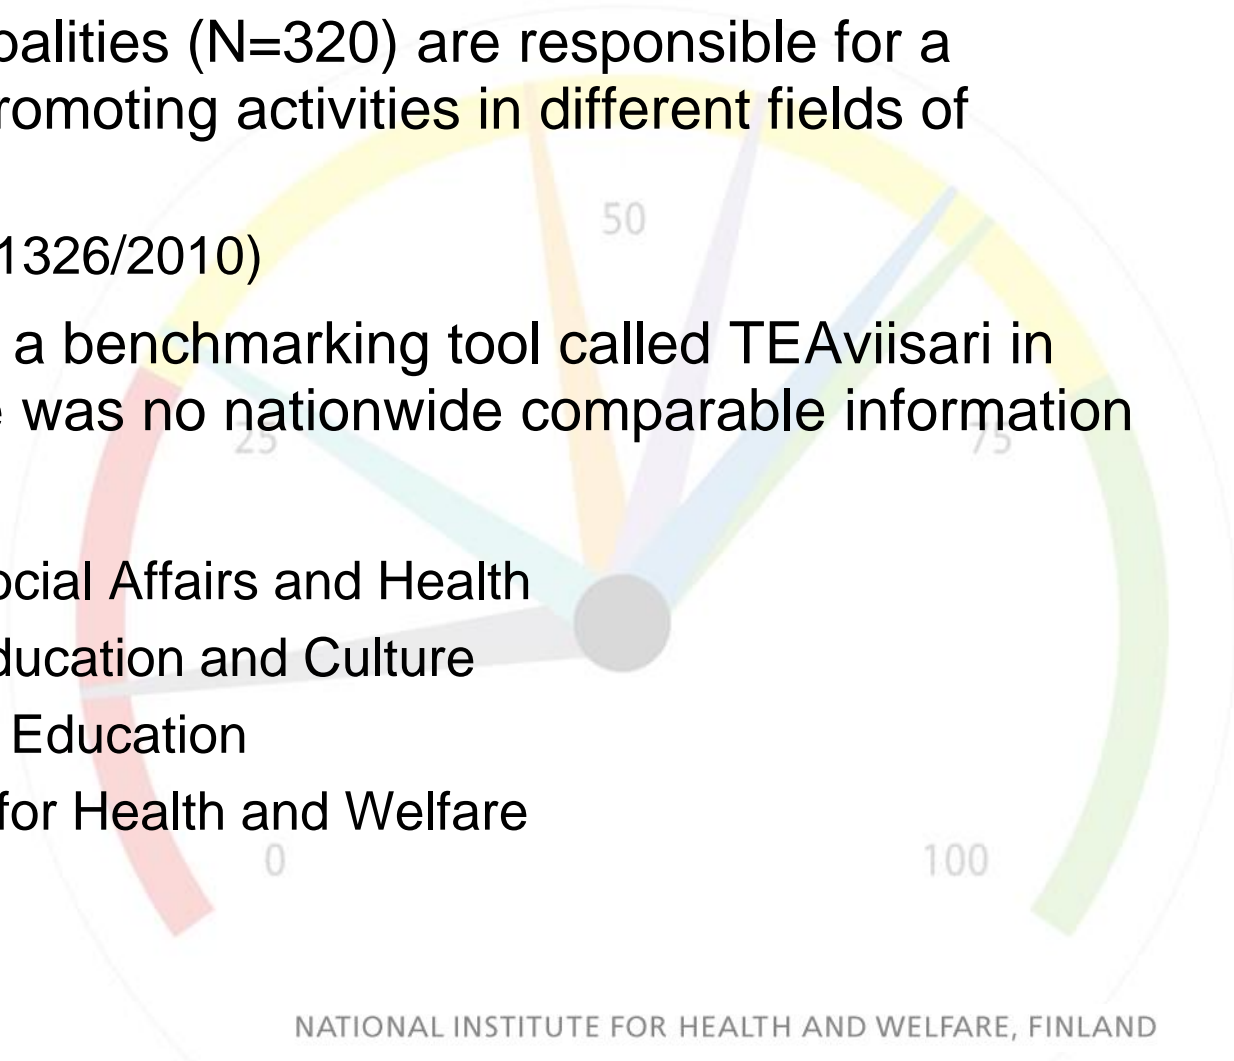 palities (N=320) are responsible for a
romoting activities in different fields of
50
1326/2010)
a benchmarking tool called TEAviisari in
e was no nationwide comparable information
25
75
ocial Affairs and Health
ducation and Culture
Education
for Health and Welfare
0
100
NATIONAL INSTITUTE FOR HEALTH AND WELFARE, FINLAND